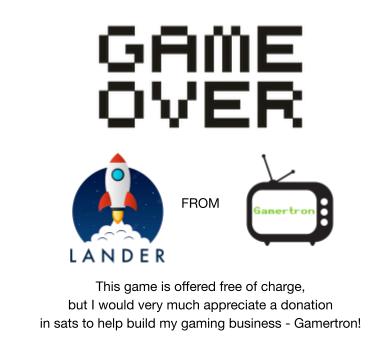 GAME
OVER
LANDER
FROM
Gamertron
This game is offered free of charge,
but I would very much appreciate a donation
in sats to help build my gaming business - Gamertron!